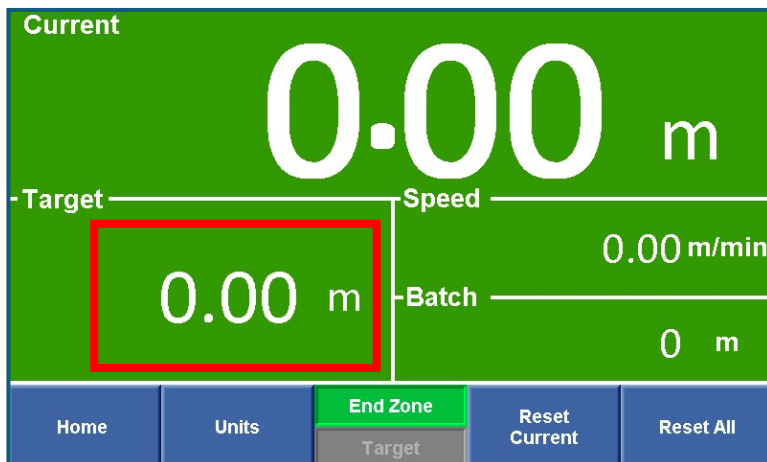 Current
0.00 m
Target
0.00 m
Speed
0.00 m/min
Batch
0 m
Home
Units
End Zone
Target
Reset
Current
Reset All